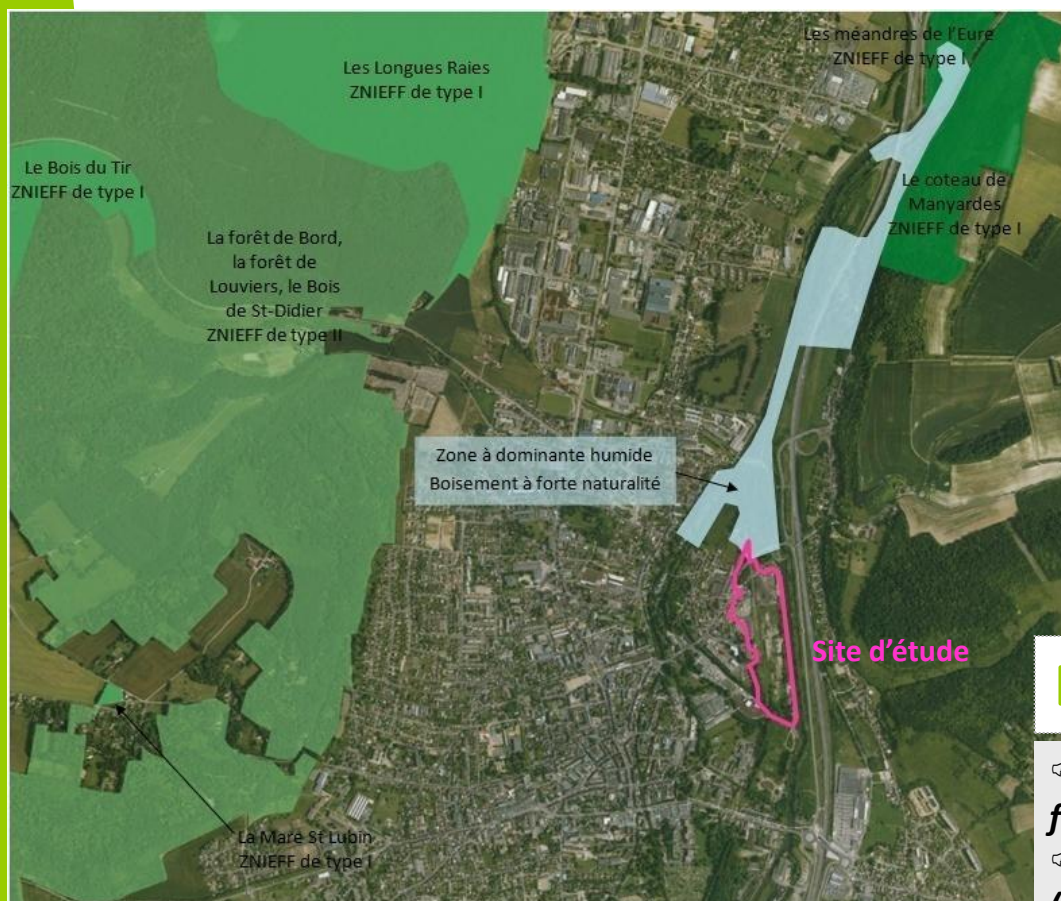 Les méandres de l'Eure
ZNIEFF de type I
Les Longues Raies
ZNIEFF de type I
Le Bois du Tir
ZNIEFF de type I
Le coteau de
Manyardes
ZNIEFF de type I
La forêt de Bord,
la forêt de
Louviers, le Bois
de St-Didier
ZNIEFF de type II
Zone à dominante humide
Boisement à forte naturalité
Site d'étude
La Mare St Lubin
ZNIEFF de type I